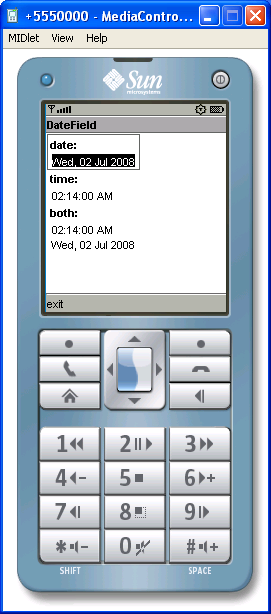 +5550000 - MediaContro...
MIDlet View Help
Sun
microsystems
DateField
date:
Wed, 02 Jul 2008
time:
02:14:00 AM
both:
02:14:00 AM
Wed, 02 Jul 2008
exit
1 2 3
4 - 5 6 +
7 8 9
* - 0 # +
SHIFT SPACE